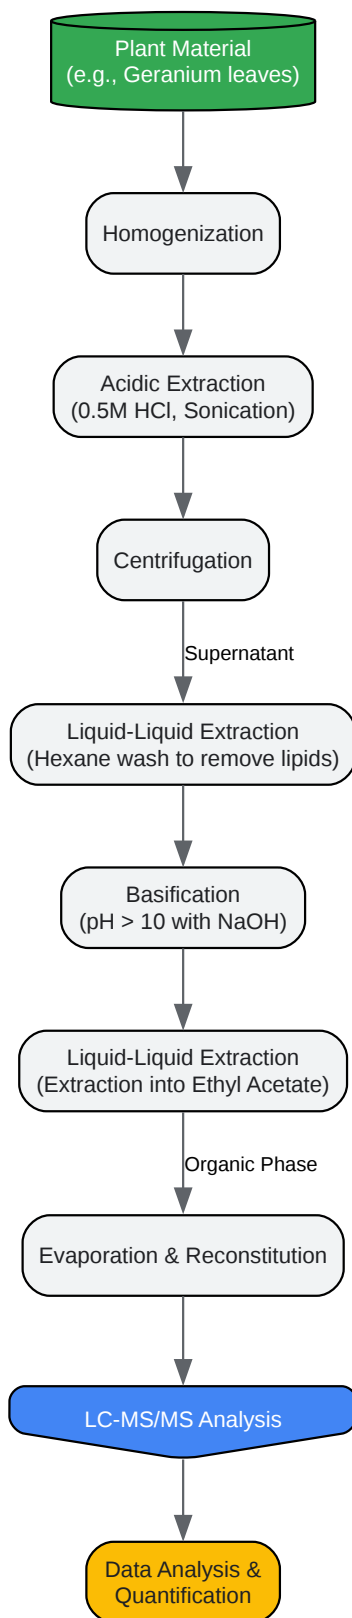 Plant Material
(e.g., Geranium leaves)
Homogenization
Acidic Extraction
(0.5M HCl, Sonication)
Centrifugation
Supernatant
Liquid-Liquid Extraction
(Hexane wash to remove lipids)
Basification
(pH > 10 with NaOH)
Liquid-Liquid Extraction
(Extraction into Ethyl Acetate)
Organic Phase
Evaporation & Reconstitution
LC-MS/MS Analysis
Data Analysis &
Quantification